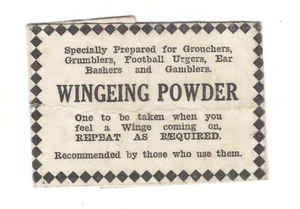 Specially Prepared for Grouchers,
Grumblers, Football Urgers, Ear
Bashers and Gamblers.
WINGEING POWDER
One to be taken when you
feel a Winge coming on,
REPEAT AS REQUIRED.
Recommended by those who use them.